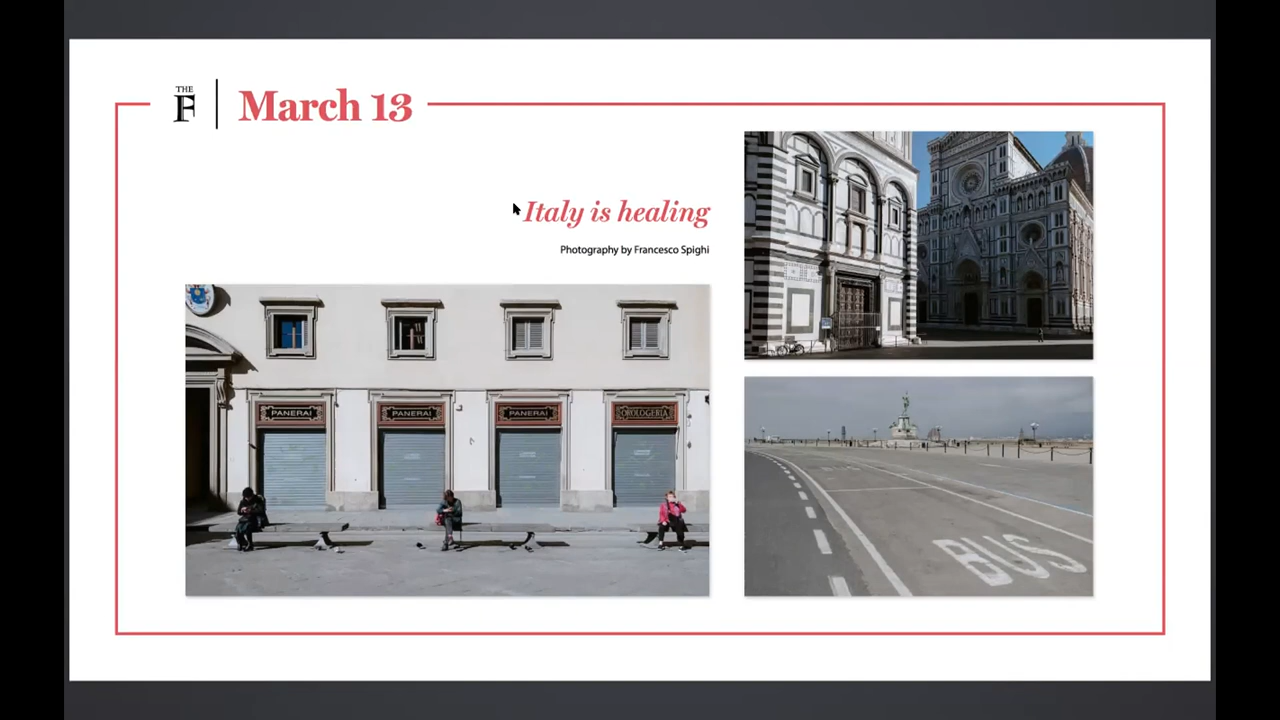 THE
F
March 13
Italy is healing
Photography by Francesco Spighi
PANERAI
PANERAI
PANERAI
OROLOGERIA
BUS